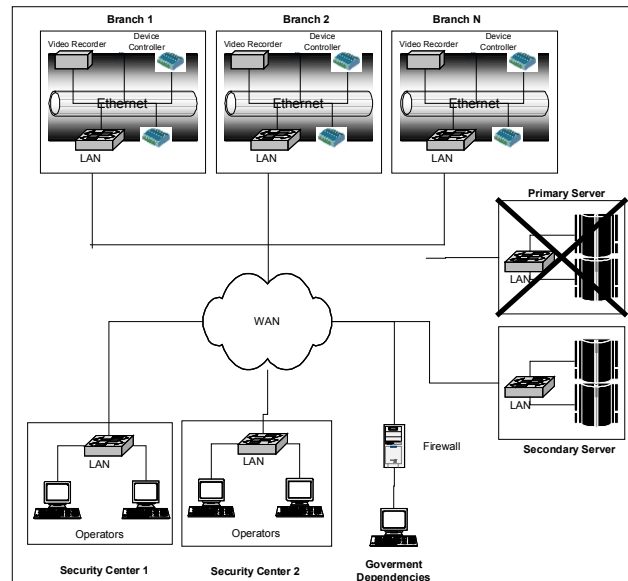 Branch 1
Branch 2
Branch N
Video Recorder
Device
Controller
Ethernet
LAN
Video Recorder
Device
Controller
Ethernet
LAN
Video Recorder
Device
Controller
Ethernet
LAN
Primary Server
LAN
WAN
LAN
Secondary Server
LAN
Operators
Security Center 1
LAN
Operators
Security Center 2
Firewall
Goverment
Dependencies